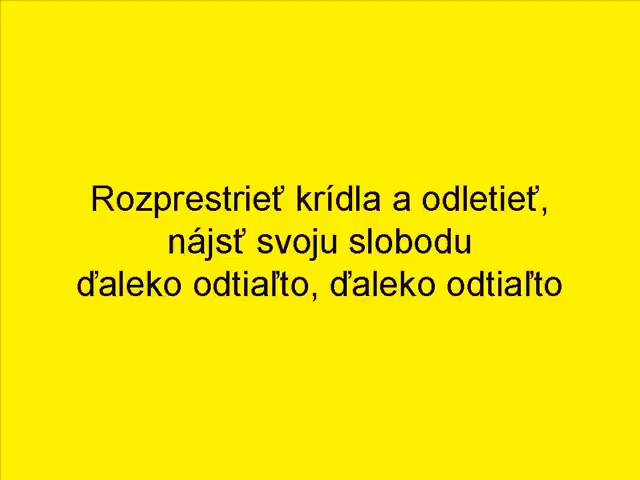 Rozprestrieť krídla a odletieť,
nájsť svoju slobodu
ďaleko odtiaľto, ďaleko odtiaľto